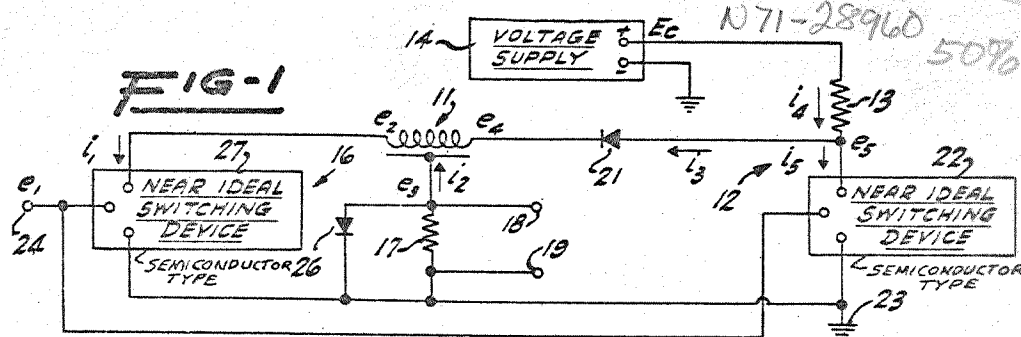 N71-28960
50%
FIG-1
14
VOLTAGE
SUPPLY
+
-
Ec
i4
13
11
e2
e4
i1
27
16
e3
i2
21
i3
12
i5
e5
22
e1
24
NEAR IDEAL
SWITCHING
DEVICE
SEMICONDUCTOR
TYPE
26
17
18
19
NEAR IDEAL
SWITCHING
DEVICE
SEMICONDUCTOR
TYPE
23